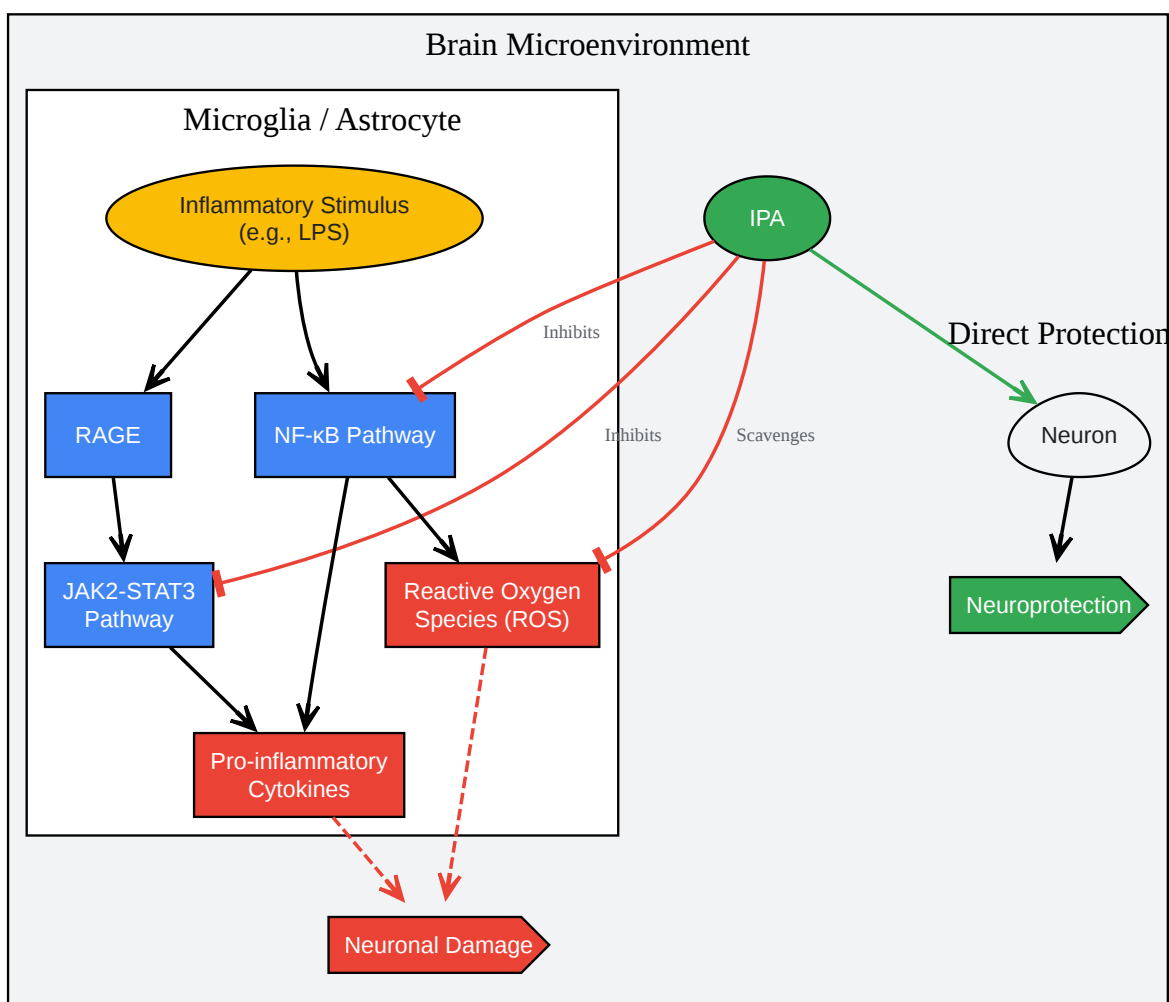 Brain Microenvironment
Microglia / Astrocyte
Inflammatory Stimulus
(e.g., LPS)
IPA
Inhibits
Direct Protection
RAGE
NF-κB Pathway
Inhibits
Scavenges
Neuron
JAK2-STAT3
Pathway
Reactive Oxygen
Species (ROS)
Neuroprotection
Pro-inflammatory
Cytokines
Neuronal Damage